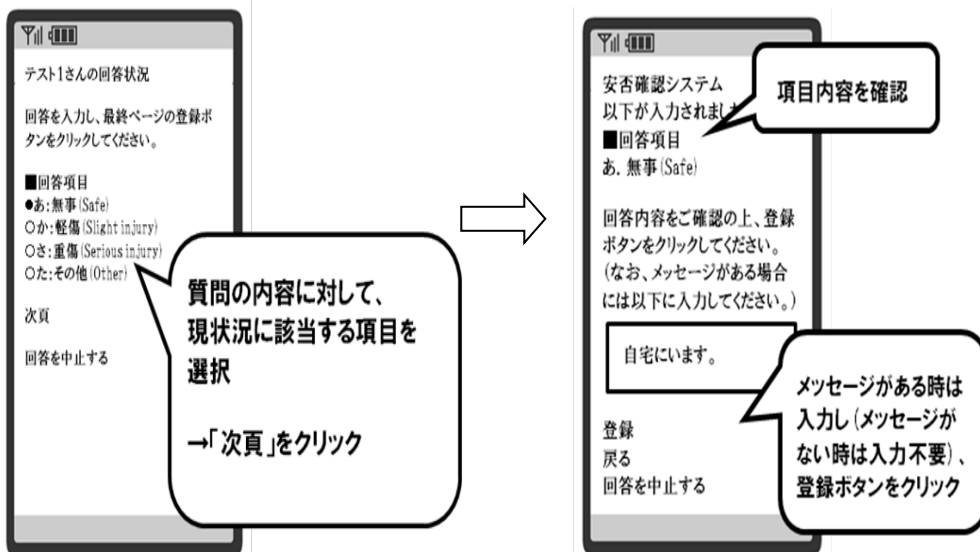 テスト1さんの回答状況
回答を入力し、最終ページの登録ボ
タンをクリックしてください。
■回答項目
●あ:無事(Safe)
○か:軽傷(Slight injury)
○さ:重傷(Serious injury)
○た:その他(Other)
次頁
回答を中止する
質問の内容に対して、
現状況に該当する項目を
選択
→「次頁」をクリック
安否確認システム
以下が入力されまし
■回答項目
あ. 無事(Safe)
回答内容をご確認の上、登録
ボタンをクリックしてください。
(なお、メッセージがある場合
には以下に入力してください。)
自宅にいます。
登録
戻る
回答を中止する
項目内容を確認
メッセージがある時は
入力し(メッセージが
ない時は入力不要)、
登録ボタンをクリック